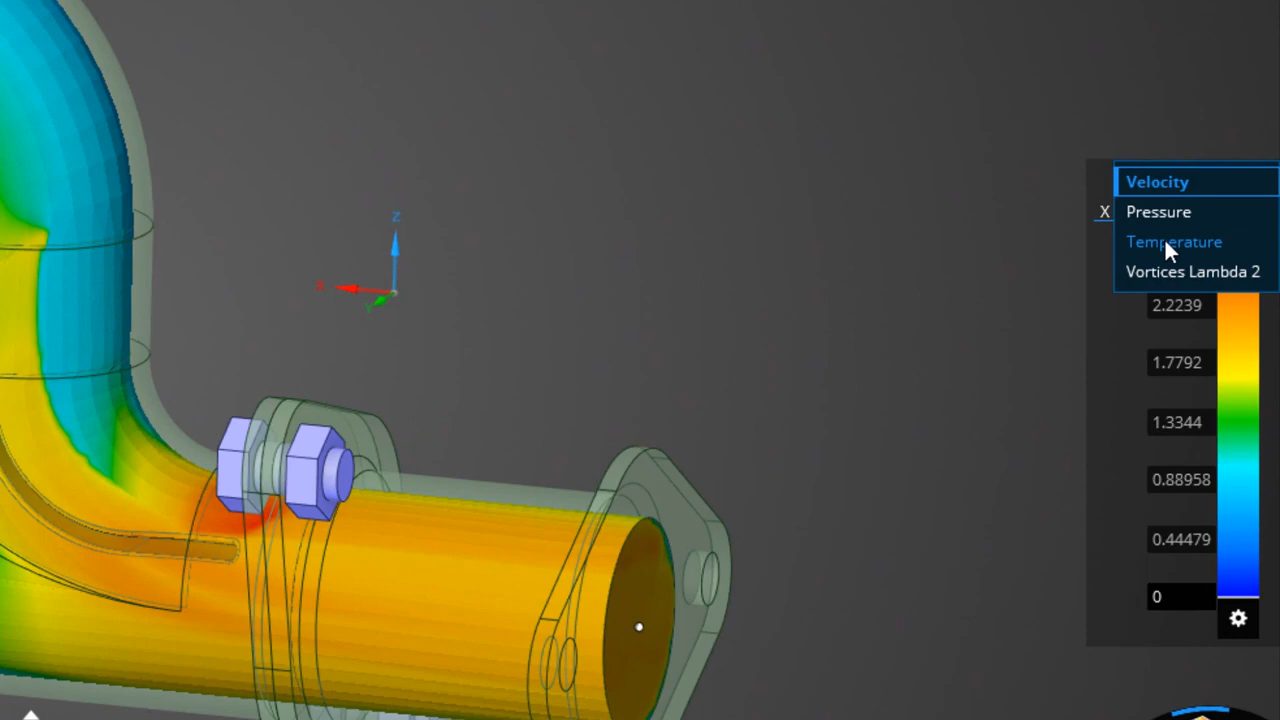 Velocity
X Pressure
Temperature
Vortices Lambda 2
2.2239
1.7792
1.3344
0.88958
0.44479
0
Z
X
Y